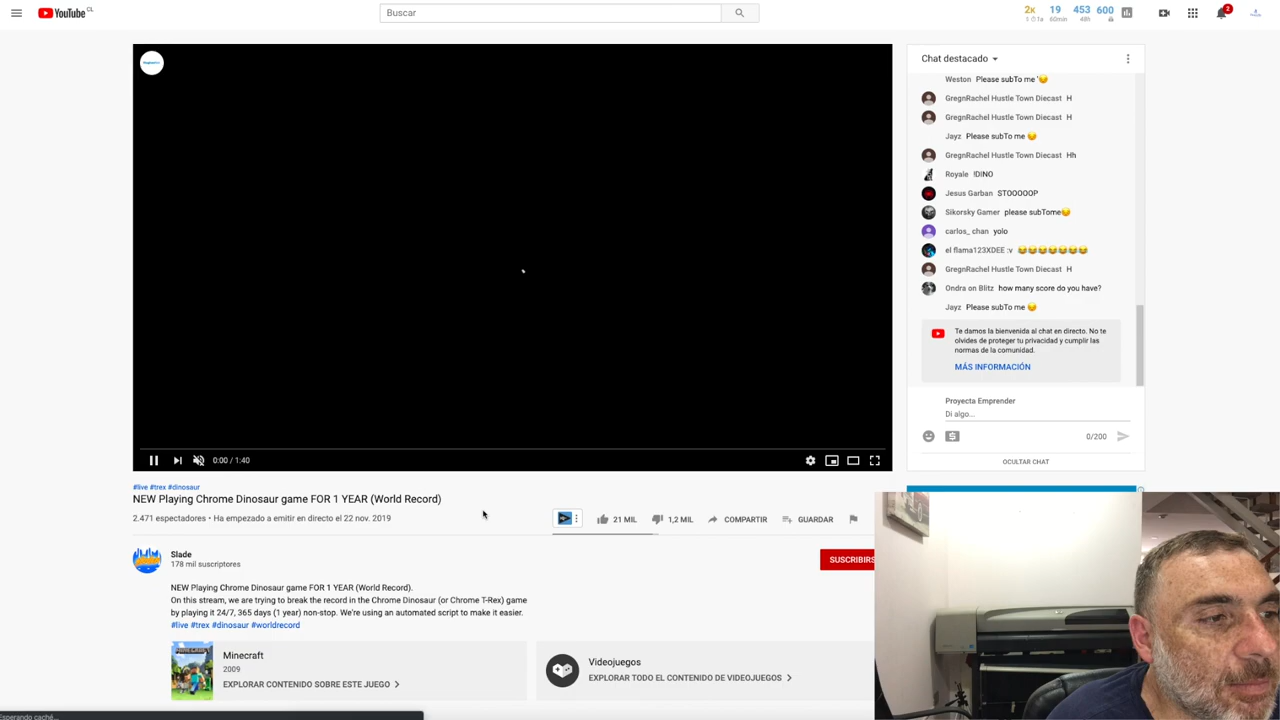 YouTube CL
Buscar
2K 19 453 600
60min 48h
2
Chat destacado
Weston Please subTo me
GregnRachel Hustle Town Diecast H
GregnRachel Hustle Town Diecast H
Jayz Please subTo me
GregnRachel Hustle Town Diecast Hh
Royale !DINO
Jesus Garban STOOOOOP
Sikorsky Gamer please subTome
carlos_ chan yolo
el flama123XDEE :v
GregnRachel Hustle Town Diecast H
Ondra on Blitz how many score do you have?
Jayz Please subTo me
Te damos la bienvenida al chat en directo. No te
olvides de proteger tu privacidad y cumplir las
normas de la comunidad.
MÁS INFORMACIÓN
Proyecta Emprender
Di algo...
0/200
OCULTAR CHAT
0:00 / 1:40
#live #trex #dinosaur
NEW Playing Chrome Dinosaur game FOR 1 YEAR (World Record)
2.471 espectadores • Ha empezado a emitir en directo el 22 nov. 2019
21 MIL 1,2 MIL COMPARTIR GUARDAR
Slade
178 mil suscriptores
SUSCRIBIRS
NEW Playing Chrome Dinosaur game FOR 1 YEAR (World Record).
On this stream, we are trying to break the record in the Chrome Dinosaur (or Chrome T-Rex) game
by playing it 24/7, 365 days (1 year) non-stop. We're using an automated script to make it easier.
#live #trex #dinosaur #worldrecord
Minecraft
2009
EXPLORAR CONTENIDO SOBRE ESTE JUEGO
Videojuegos
EXPLORAR TODO EL CONTENIDO DE VIDEOJUEGOS
Esperando caché...